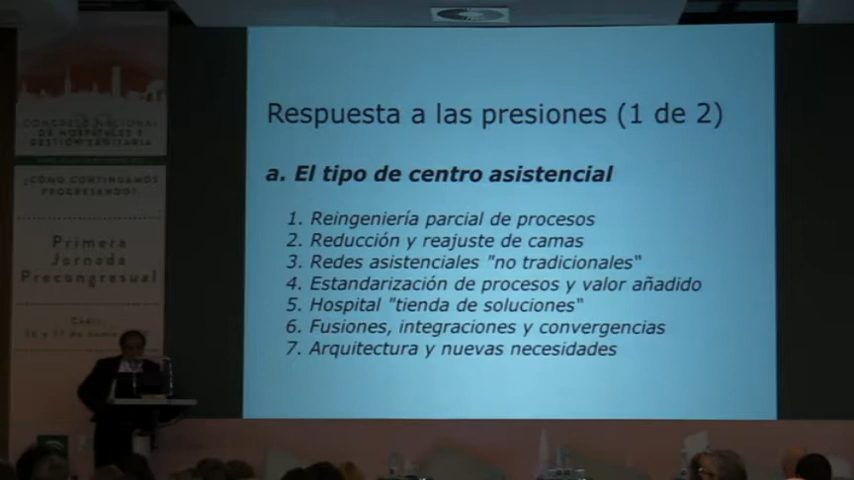 CONGRESO NACIONAL
DE HOSPITALES Y
GESTIÓN SANITARIA
¿CÓMO CONTINUAMOS
PROGRESANDO?
Primera
Jornada
Precongresual
Respuesta a las presiones (1 de 2)
a. El tipo de centro asistencial
1. Reingeniería parcial de procesos
2. Reducción y reajuste de camas
3. Redes asistenciales "no tradicionales"
4. Estandarización de procesos y valor añadido
5. Hospital "tienda de soluciones"
6. Fusiones, integraciones y convergencias
7. Arquitectura y nuevas necesidades